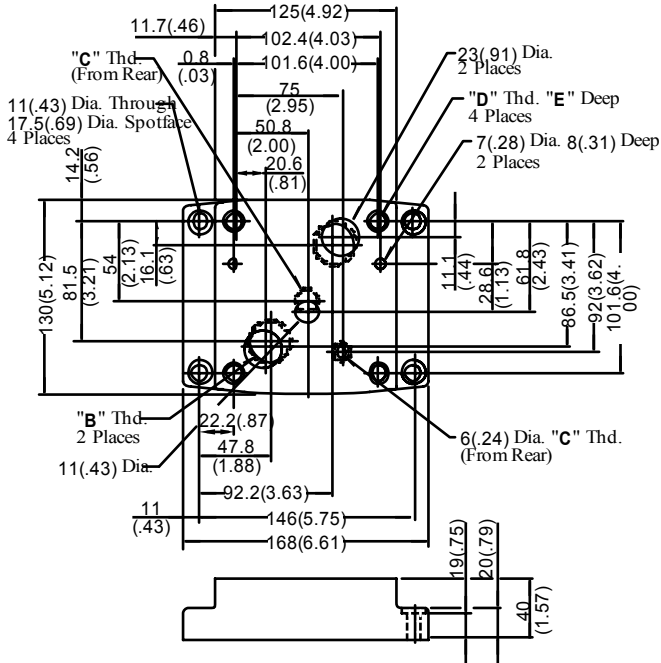 125(4.92)
11.7(.46)
102.4(4.03)
"C" Thd.
(From Rear)
0.8
(.03)
101.6(4.00)
23(.91) Dia.
2 Places
75
(2.95)
11(.43) Dia. Through
17.5(.69) Dia. Spotface
4 Places
"D" Thd. "E" Deep
4 Places
50.8
(2.00)
7(.28) Dia. 8(.31) Deep
2 Places
14.2
(.56)
20.6
(.81)
130(5.12)
81.5
(3.21)
54
(2.13)
16.1
(.63)
11.1
(.44)
28.6
(1.13)
61.8
(2.43)
86.5(3.41)
92(3.62)
101.6(4.
00)
"B" Thd.
2 Places
22.2(.87)
11(.43) Dia.
47.8
(1.88)
6(.24) Dia. "C" Thd.
(From Rear)
92.2(3.63)
11
(.43)
146(5.75)
168(6.61)
19(.75)
20(.79)
40
(1.57)